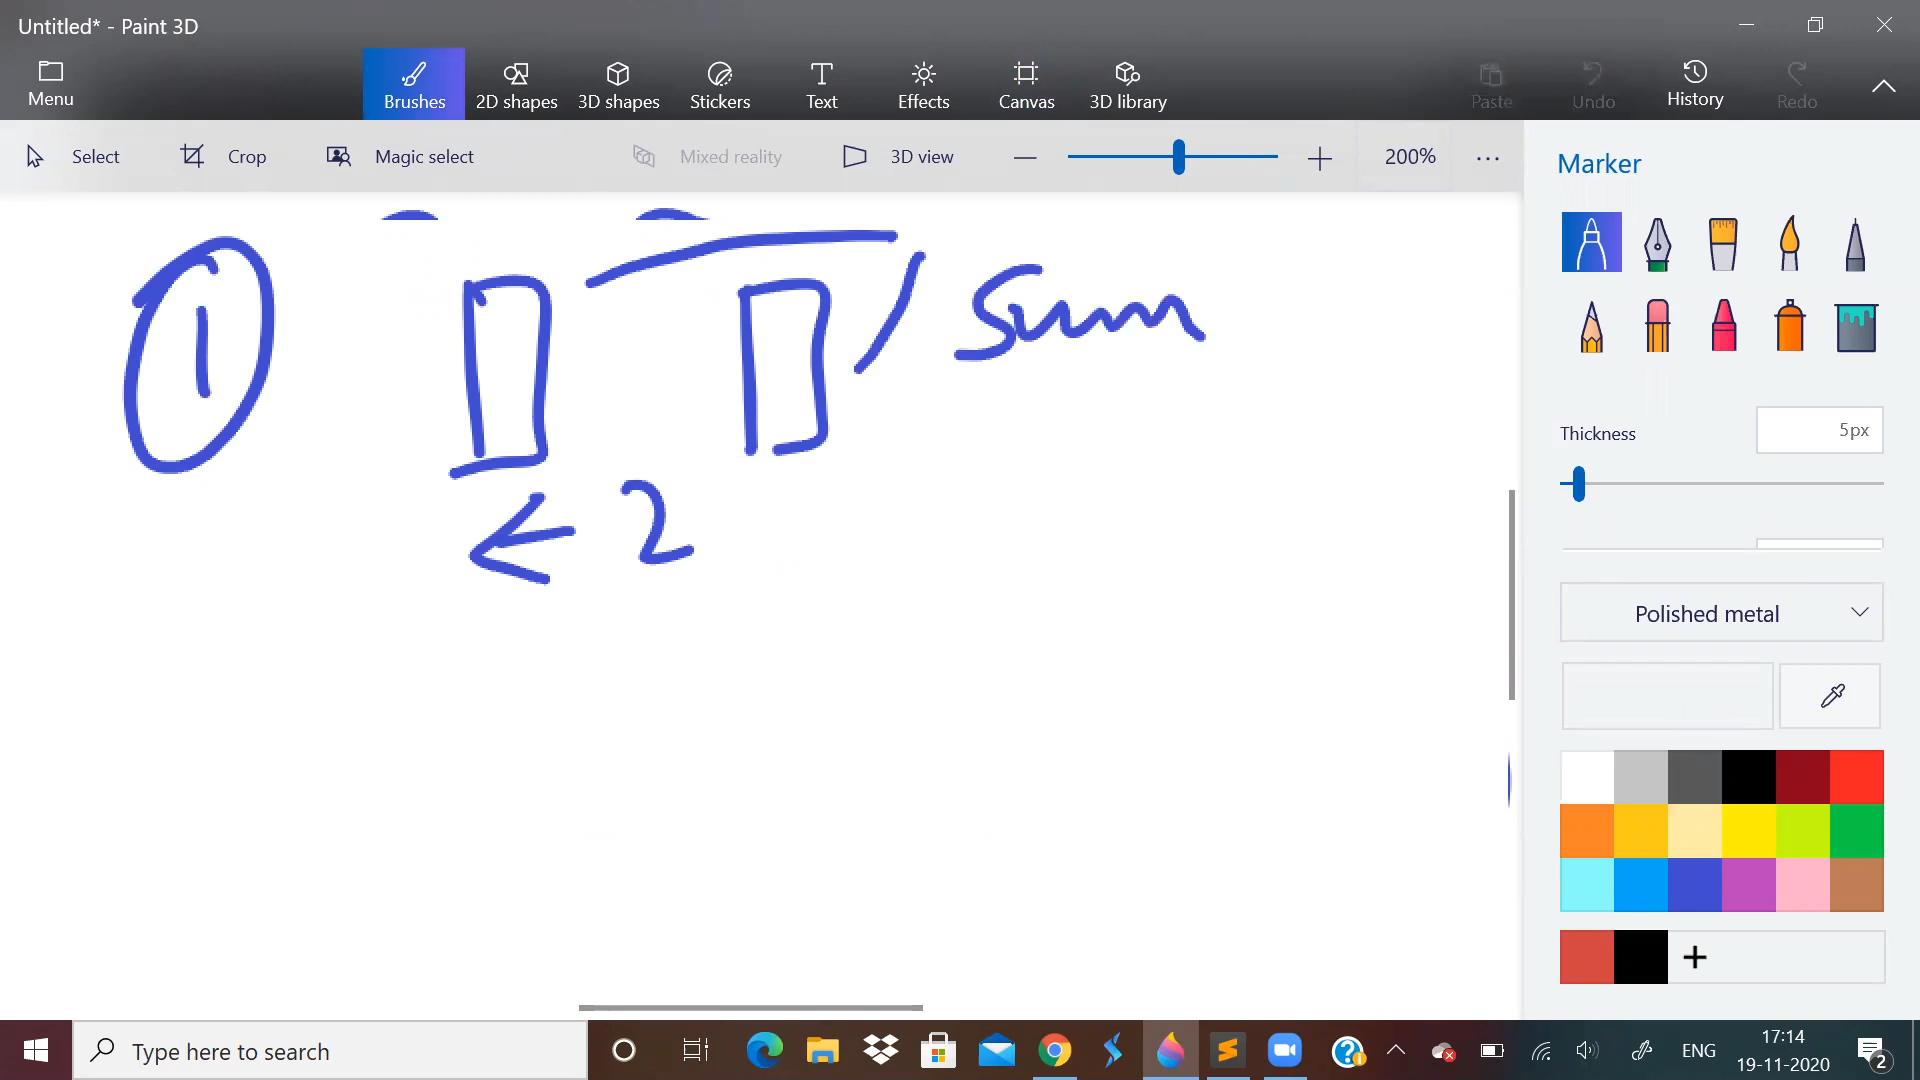 Untitled* - Paint 3D
Menu
Brushes
2D shapes
3D shapes
Stickers
Text
Effects
Canvas
3D library
Paste
Undo
History
Redo
Select
Crop
Magic select
Mixed reality
3D view
200%
Marker
Thickness
5px
Polished metal
1
Sum
← 2
Type here to search
ENG
17:14
19-11-2020
2